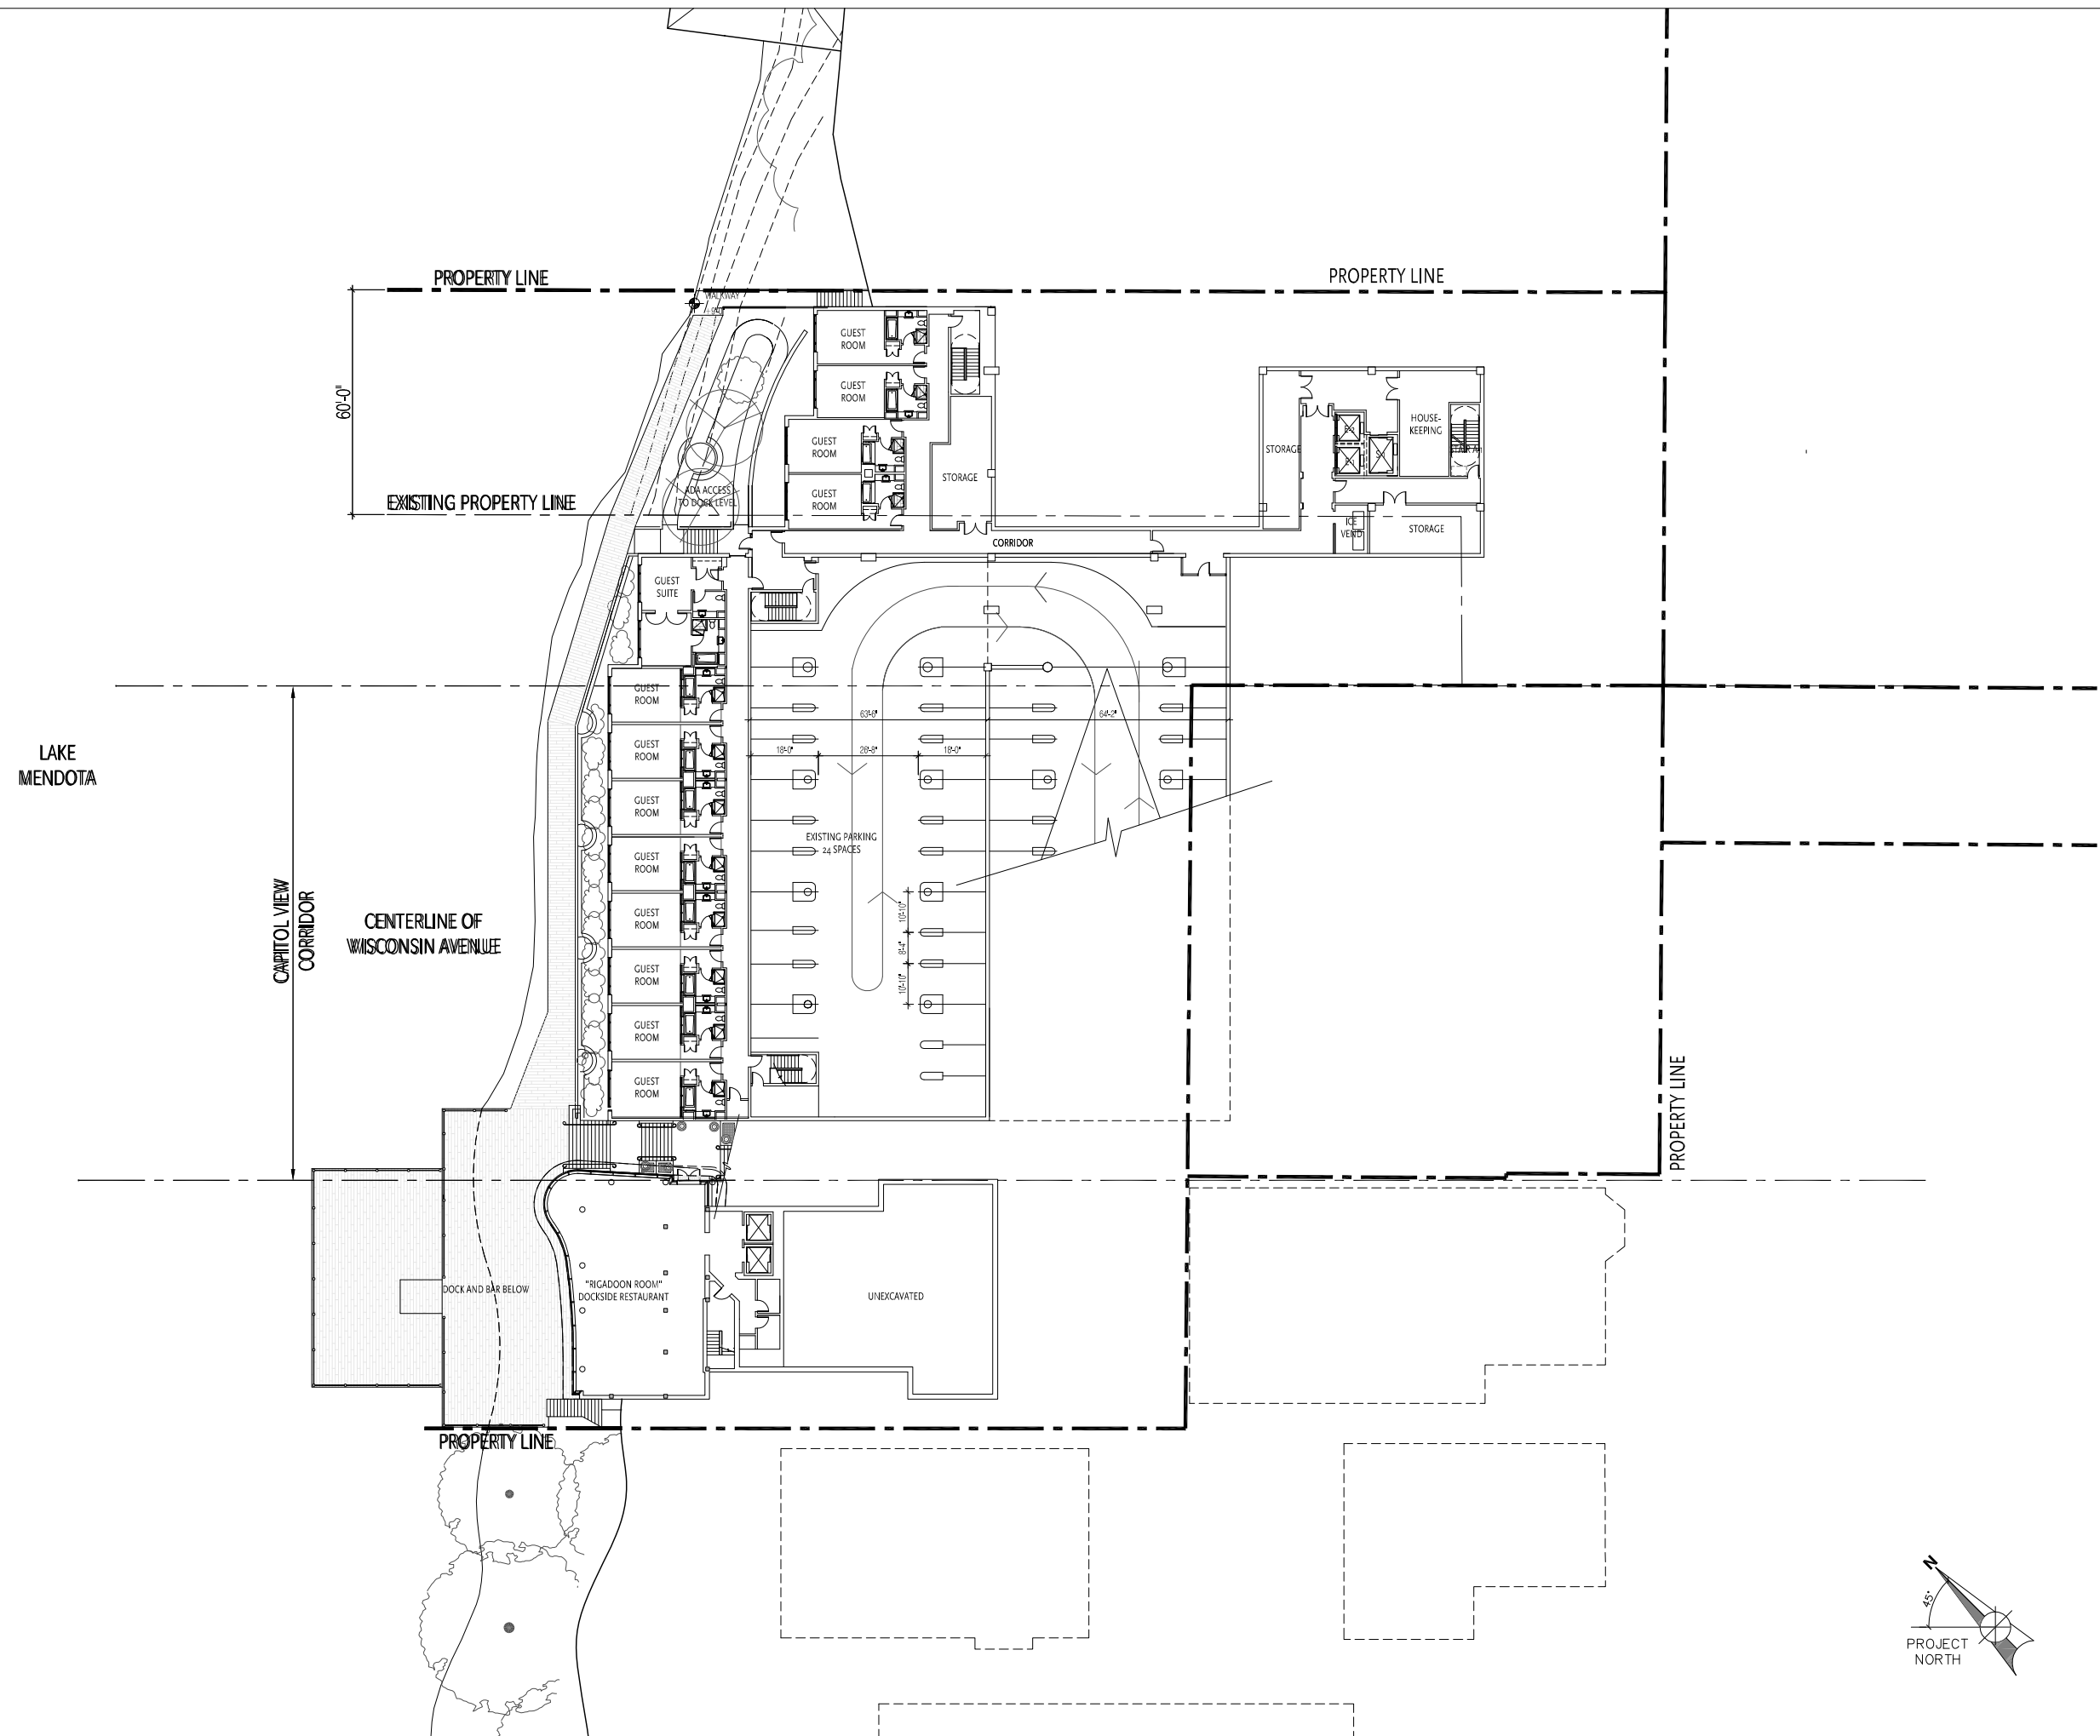 PROPERTY LINE
PROPERTY LINE
WALKWAY
60'-0"
GUEST
ROOM
GUEST
ROOM
GUEST
ROOM
GUEST
ROOM
STORAGE
STORAGE
HOUSE-
KEEPING
E-2
E-1
S-1
EXISTING PROPERTY LINE
ADA ACCESS
TO DOCK LEVEL
ICE
VEND
STORAGE
CORRIDOR
GUEST
SUITE
GUEST
ROOM
GUEST
ROOM
GUEST
ROOM
GUEST
ROOM
GUEST
ROOM
GUEST
ROOM
GUEST
ROOM
GUEST
ROOM
63'-6"
64'-2"
18'-0"
26'-8"
18'-0"
LAKE
MENDOTA
EXISTING PARKING
24 SPACES
10'-10"
8'-4"
10'-10"
CAPITOL VIEW
CORRIDOR
CENTERLINE OF
WISCONSIN AVENUE
PROPERTY LINE
DOCK AND BAR BELOW
"RIGADOON ROOM"
DOCKSIDE RESTAURANT
UNEXCAVATED
PROPERTY LINE
N
45°
PROJECT
NORTH